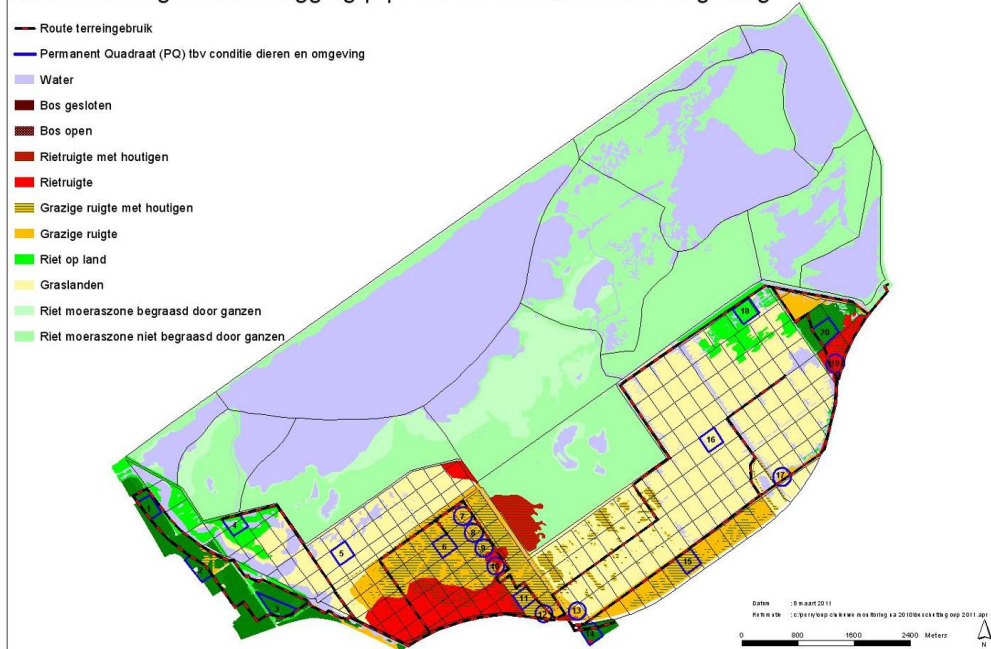 Route terreingebruik
Permanent Quadraat (PQ) tbv conditie dieren en omgeving
Water
Bos gesloten
Bos open
Rietruigte met houtigen
Rietruigte
Grazige ruigte met houtigen
Grazige ruigte
Riet op land
Graslanden
Riet moeraszone begraasd door ganzen
Riet moeraszone niet begraasd door ganzen
18
20
19
16
17
1
4
7
8
5
6
9
10
15
3
11
12
13
14
Datum : 8 maart 2011
Referentie
0 800 1600 2400 Meters
N